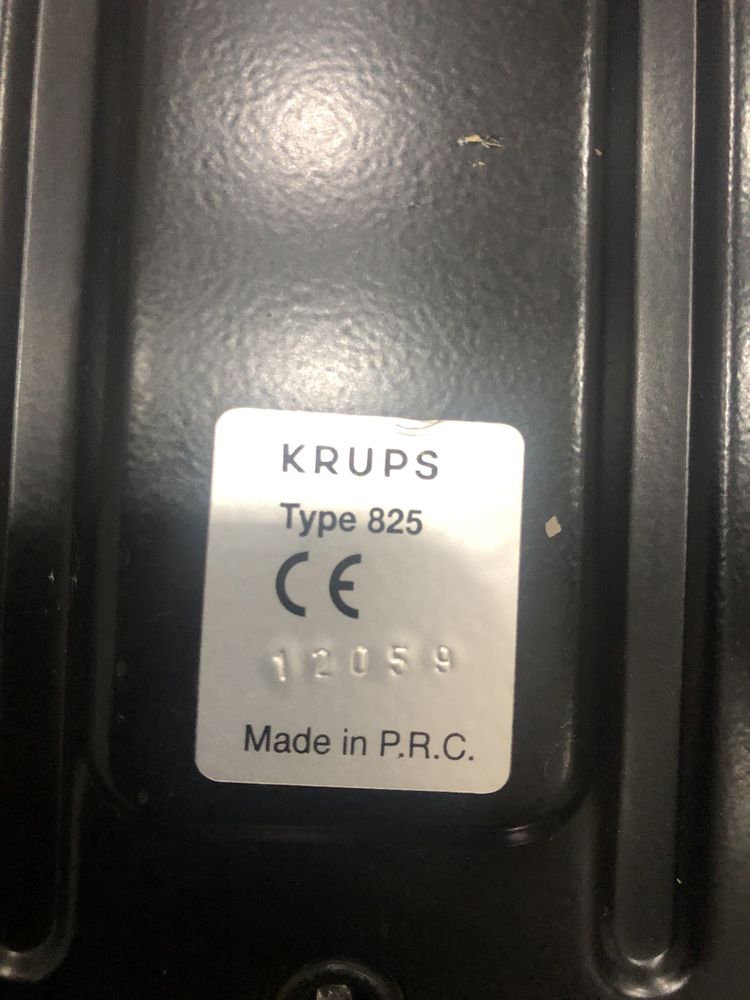 KRUPS
Type 825
CE
12059
Made in P.R.C.